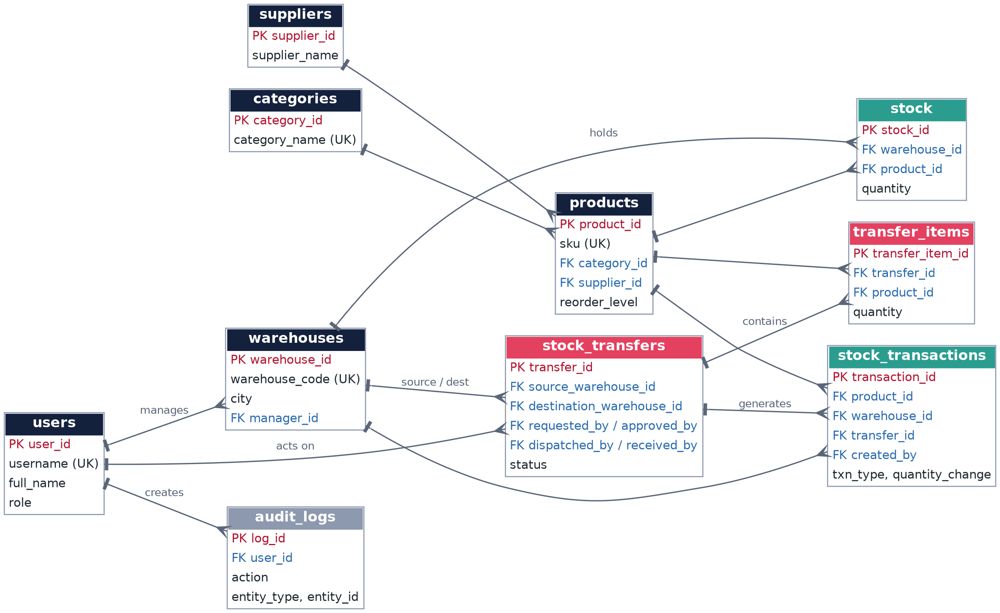 suppliers
PK supplier_id
supplier_name
categories
PK category_id
category_name (UK)
holds
stock
PK stock_id
FK warehouse_id
FK product_id
quantity
products
PK product_id
sku (UK)
FK category_id
FK supplier_id
reorder_level
transfer_items
PK transfer_item_id
FK transfer_id
FK product_id
quantity
contains
warehouses
PK warehouse_id
warehouse_code (UK)
city
FK manager_id
source / dest
stock_transfers
PK transfer_id
FK source_warehouse_id
FK destination_warehouse_id
FK requested_by / approved_by
FK dispatched_by / received_by
status
generates
stock_transactions
PK transaction_id
FK product_id
FK warehouse_id
FK transfer_id
FK created_by
txn_type, quantity_change
manages
users
PK user_id
username (UK)
full_name
role
acts on
creates
audit_logs
PK log_id
FK user_id
action
entity_type, entity_id